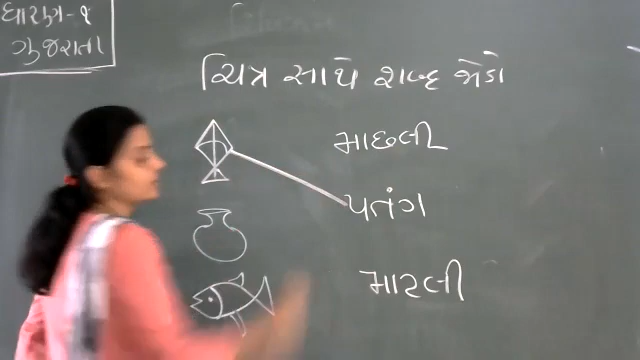 ધોરણ-૧
ગુજરાતી
ચિત્ર સાથે શબ્દ જોડો
માછલી
પતંગ
માટલી